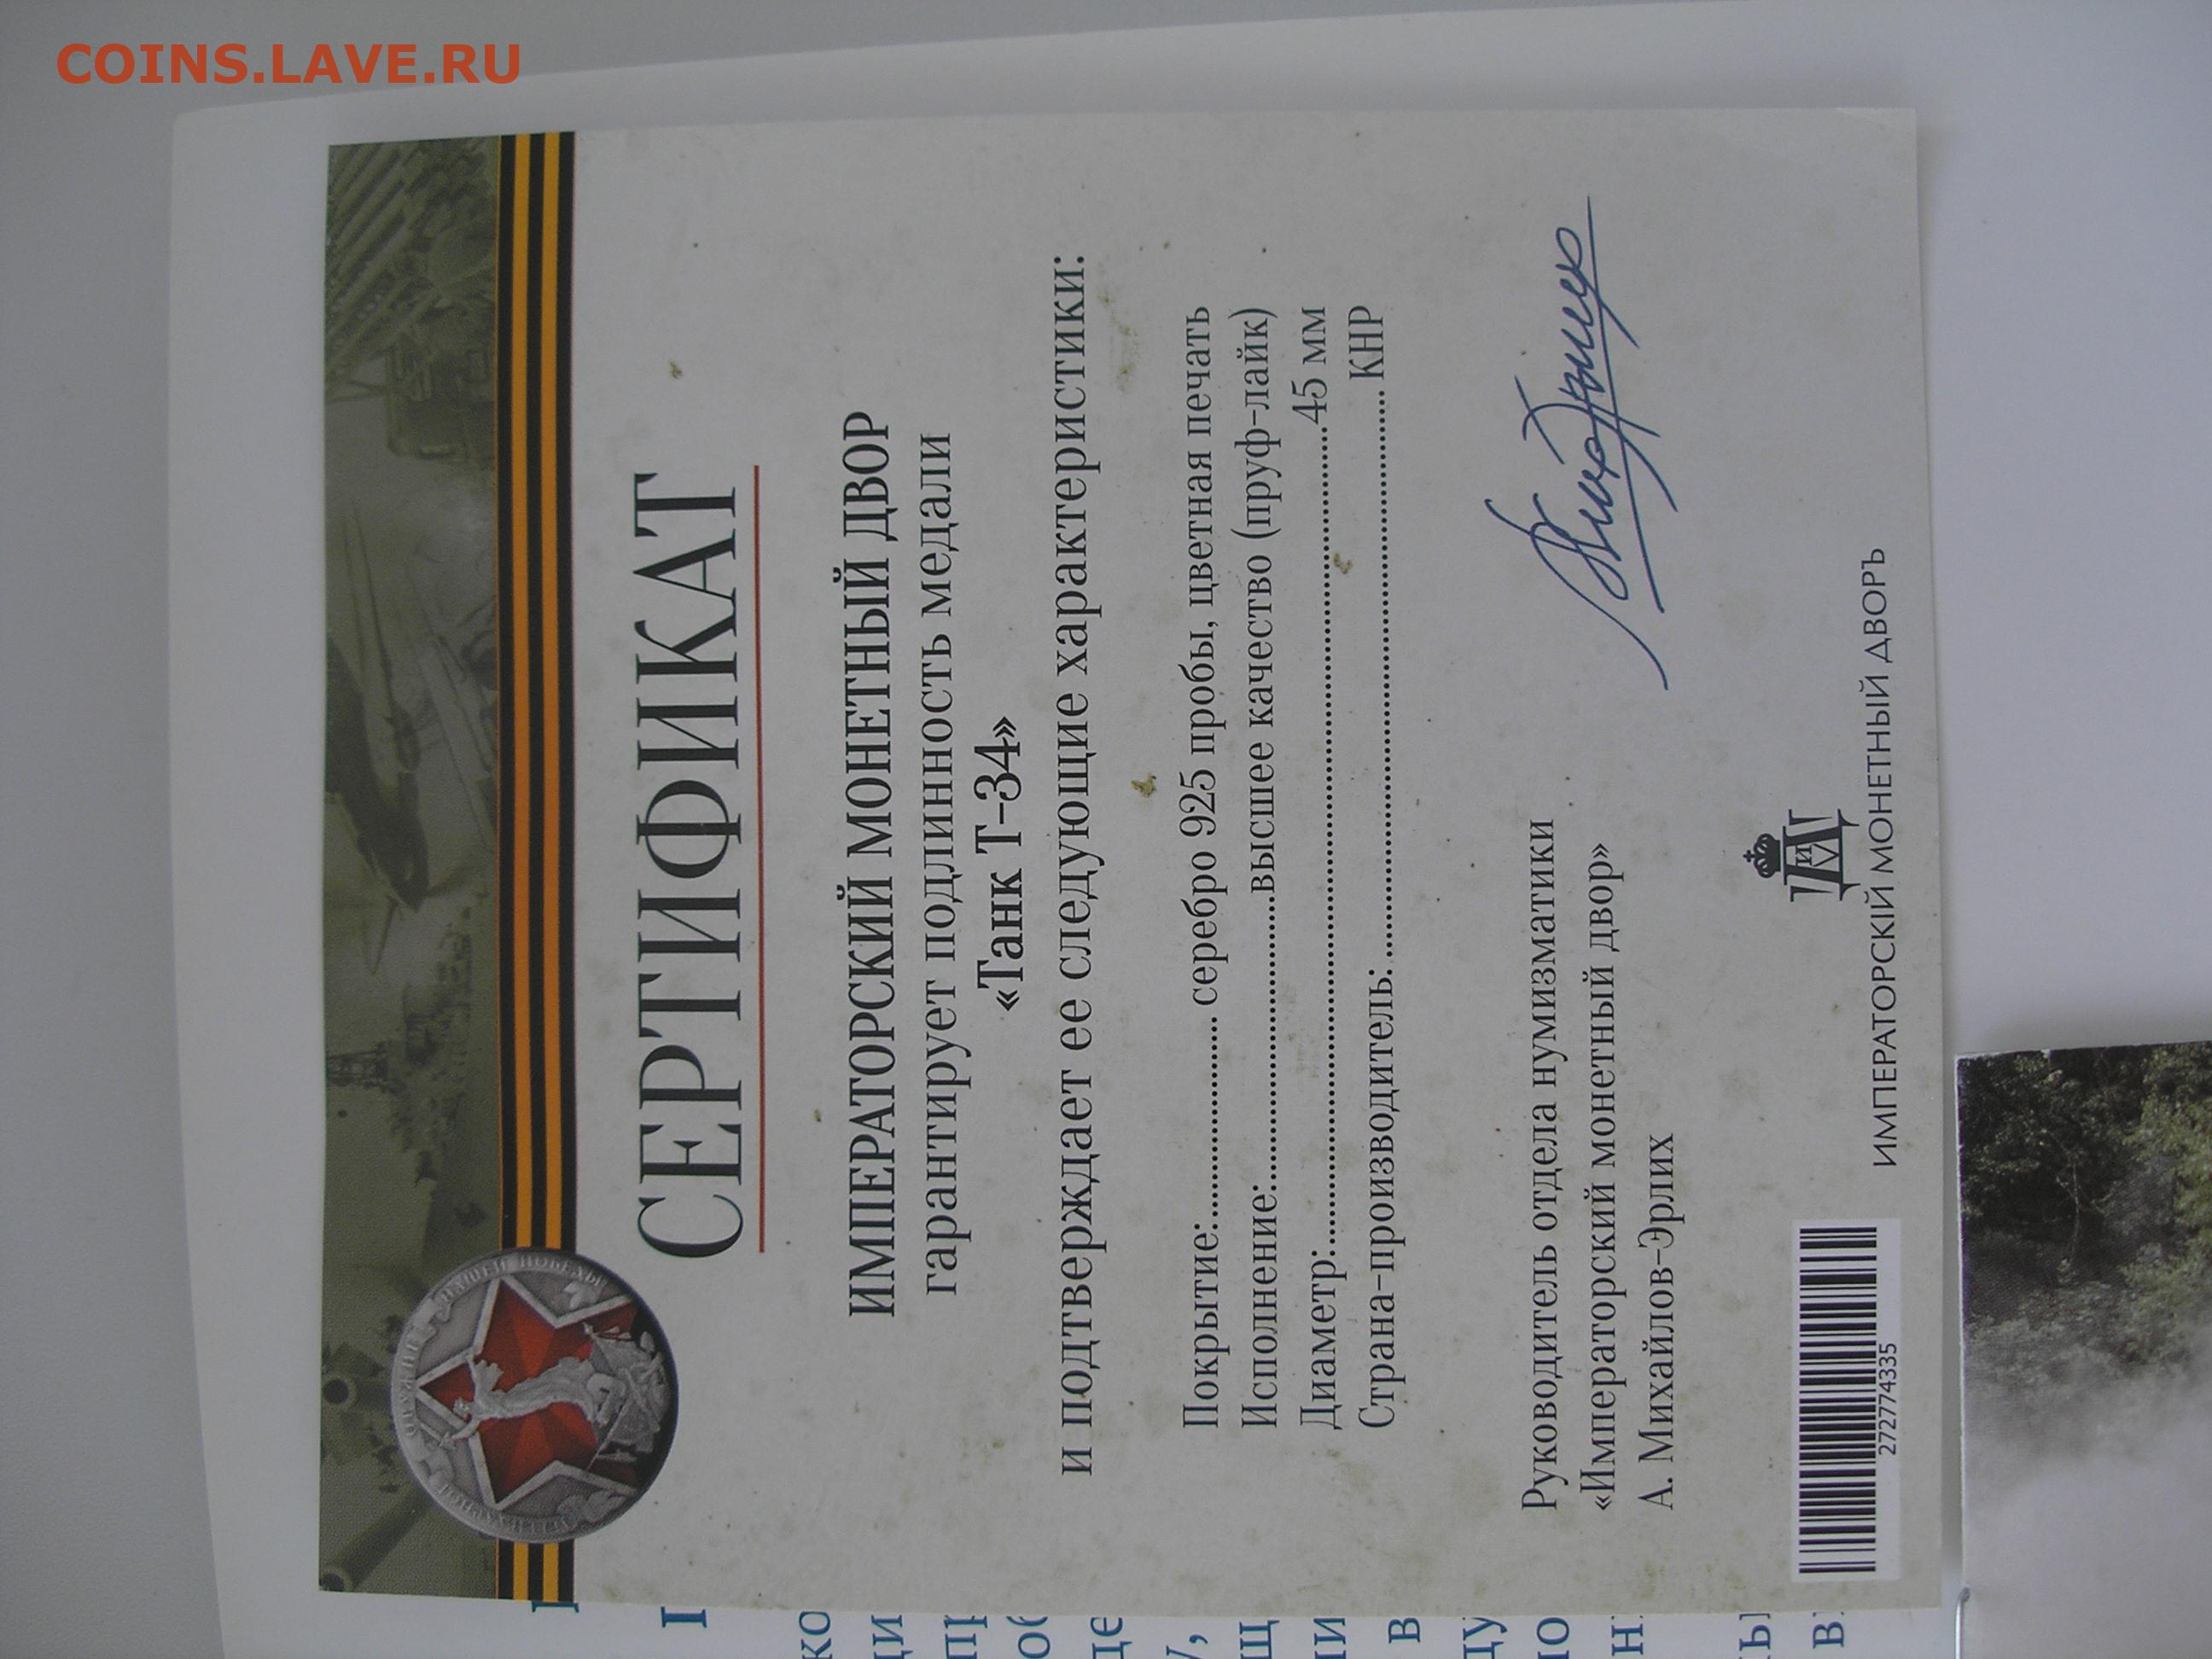 COINS.LAVE.RU
СЕРТИФИКАТ
ИМПЕРАТОРСКИЙ МОНЕТНЫЙ ДВОР
гарантирует подлинность медали
«Танк Т-34»
и подтверждает ее следующие характеристики:
Покрытие:................ серебро 925 пробы, цветная печать
Исполнение:........................высшее качество (пруф-лайк)
Диаметр:..................................................................45 мм
Страна-производитель:............................................. КНР
Руководитель отдела нумизматики
«Императорский монетный двор»
А. Михайлов-Эрлих
272774335
ИМПЕРАТОРСКІЙ МОНЕТНЫЙ ДВОРЪ